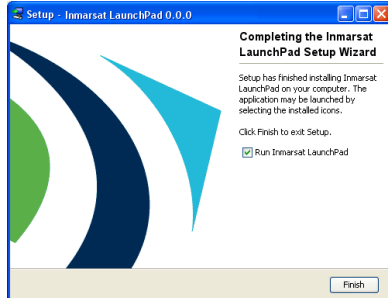 Setup - Inmarsat LaunchPad 0.0.0
Completing the Inmarsat
LaunchPad Setup Wizard
Setup has finished installing Inmarsat
LaunchPad on your computer. The
application may be launched by
selecting the installed icons.
Click Finish to exit Setup.
Run Inmarsat LaunchPad
Finish